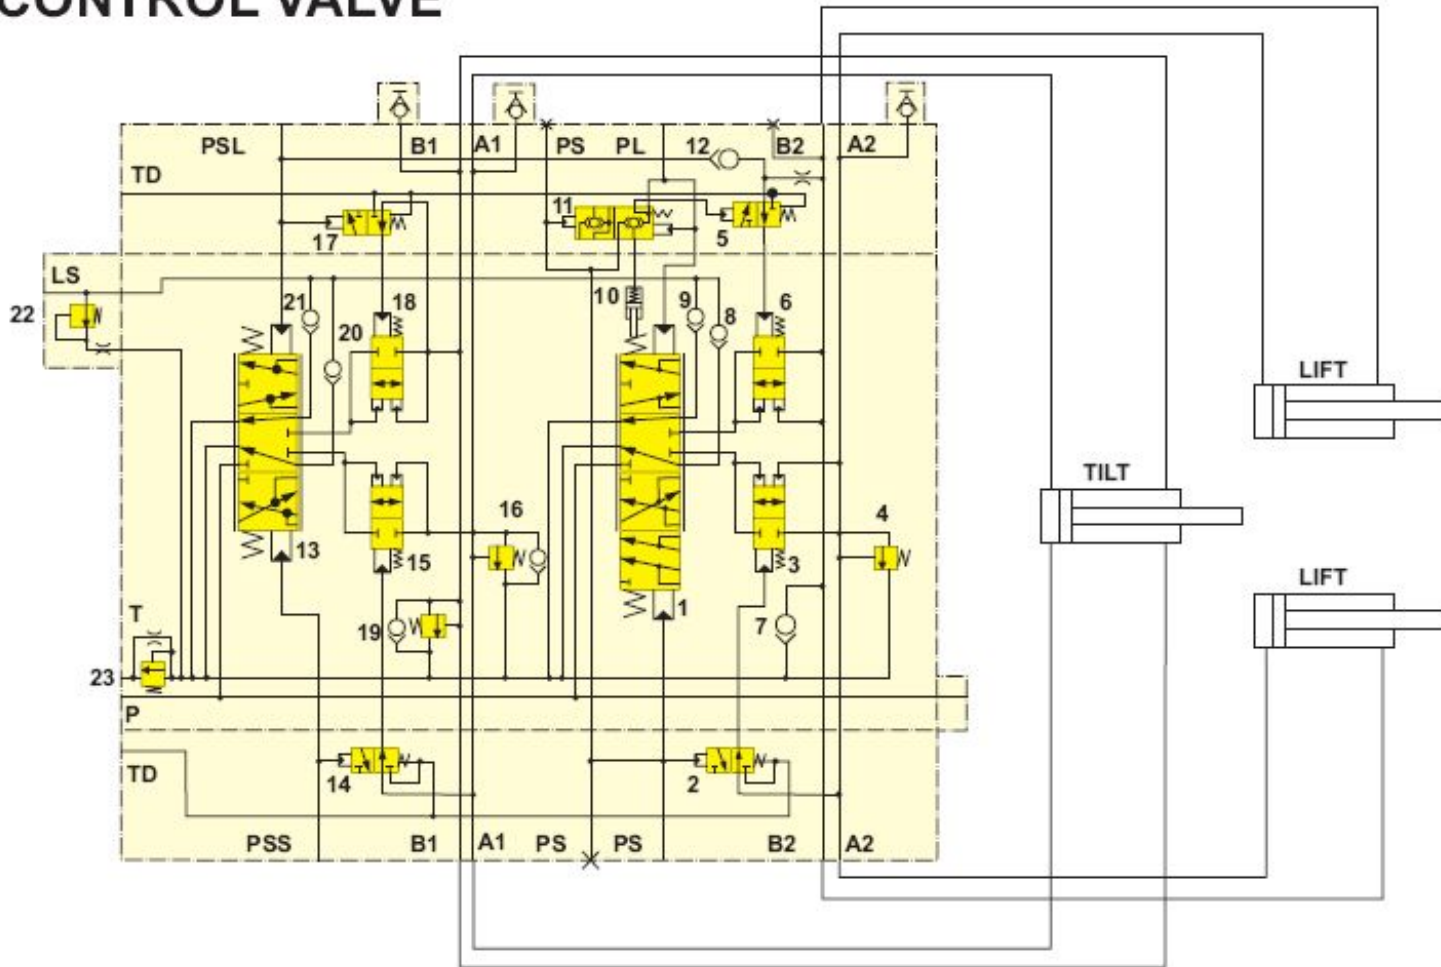 CONTROL VALVE
PSL B1 A1 PS PL 12 B2 A2
TD
11
17 5
LS
22
21 18 10 9 8 6
20
LIFT
TILT
16 4
13 15 3
1
LIFT
T
19 7
23
P
14 2
TD
PSS B1 A1 PS PS B2 A2